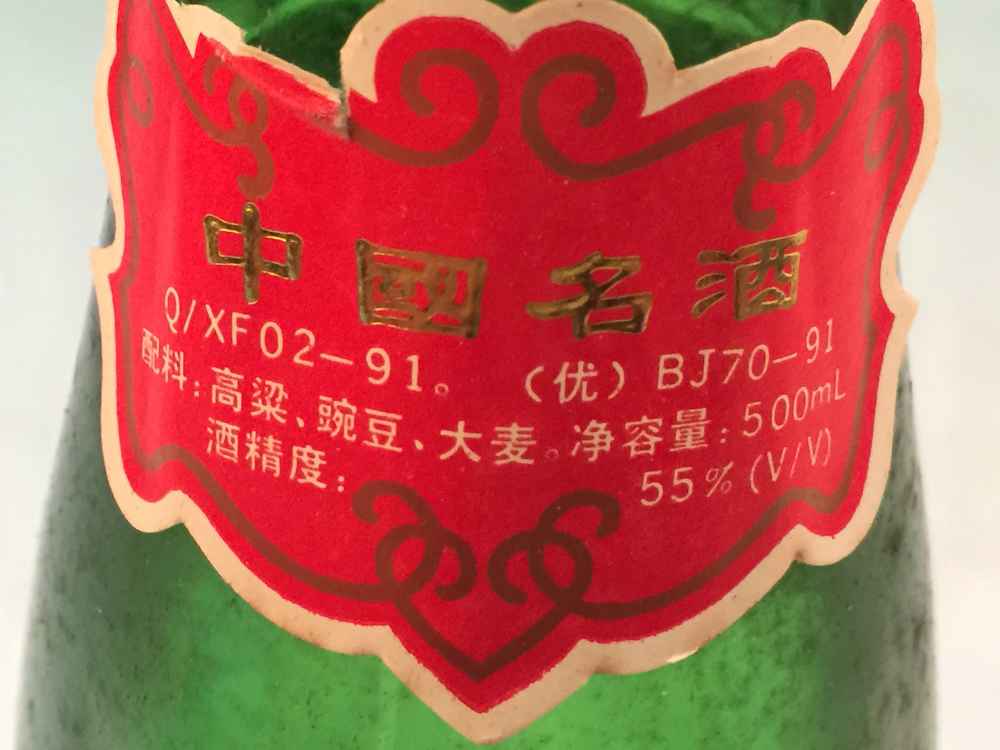 中國名酒
Q/XF02—91。（优）BJ70—91
配料:高粱、豌豆、大麦。净容量:500mL
酒精度: 55%(V/V)